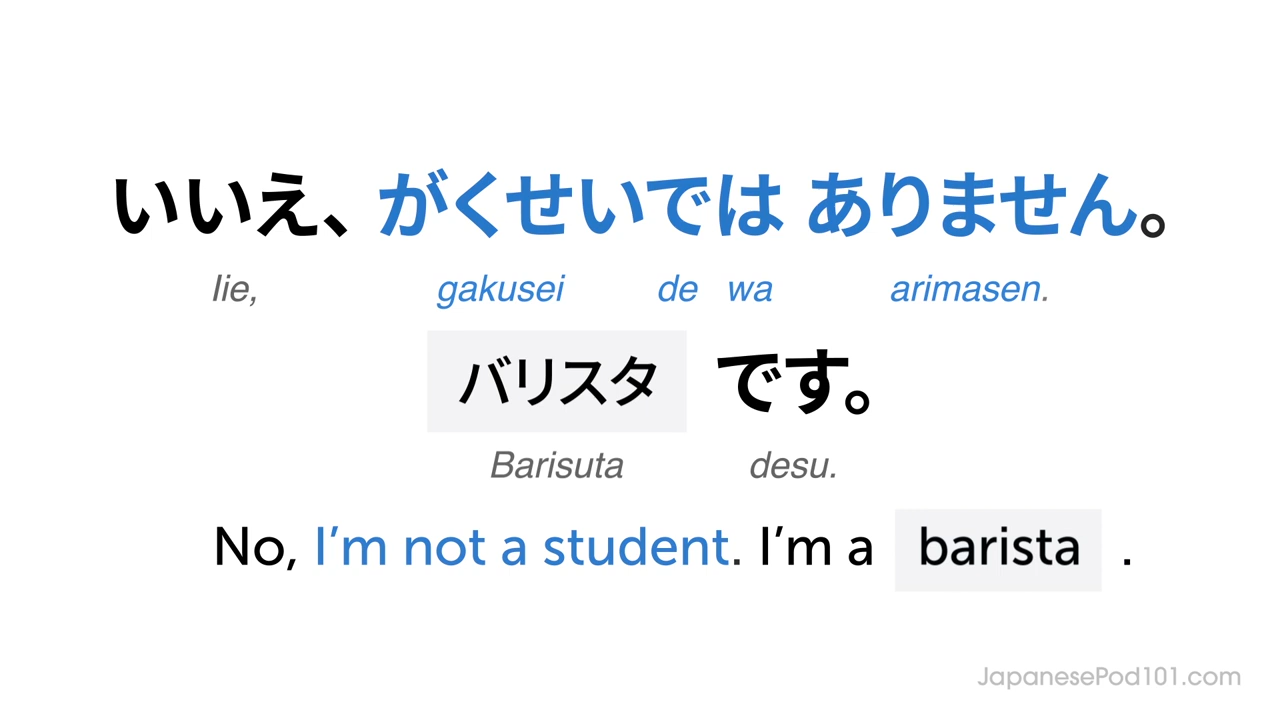 いいえ、がくせいでは ありません。
Iie, gakusei de wa arimasen.
バリスタ です。
Barisuta desu.
No, I'm not a student. I'm a barista .
JapanesePod101.com